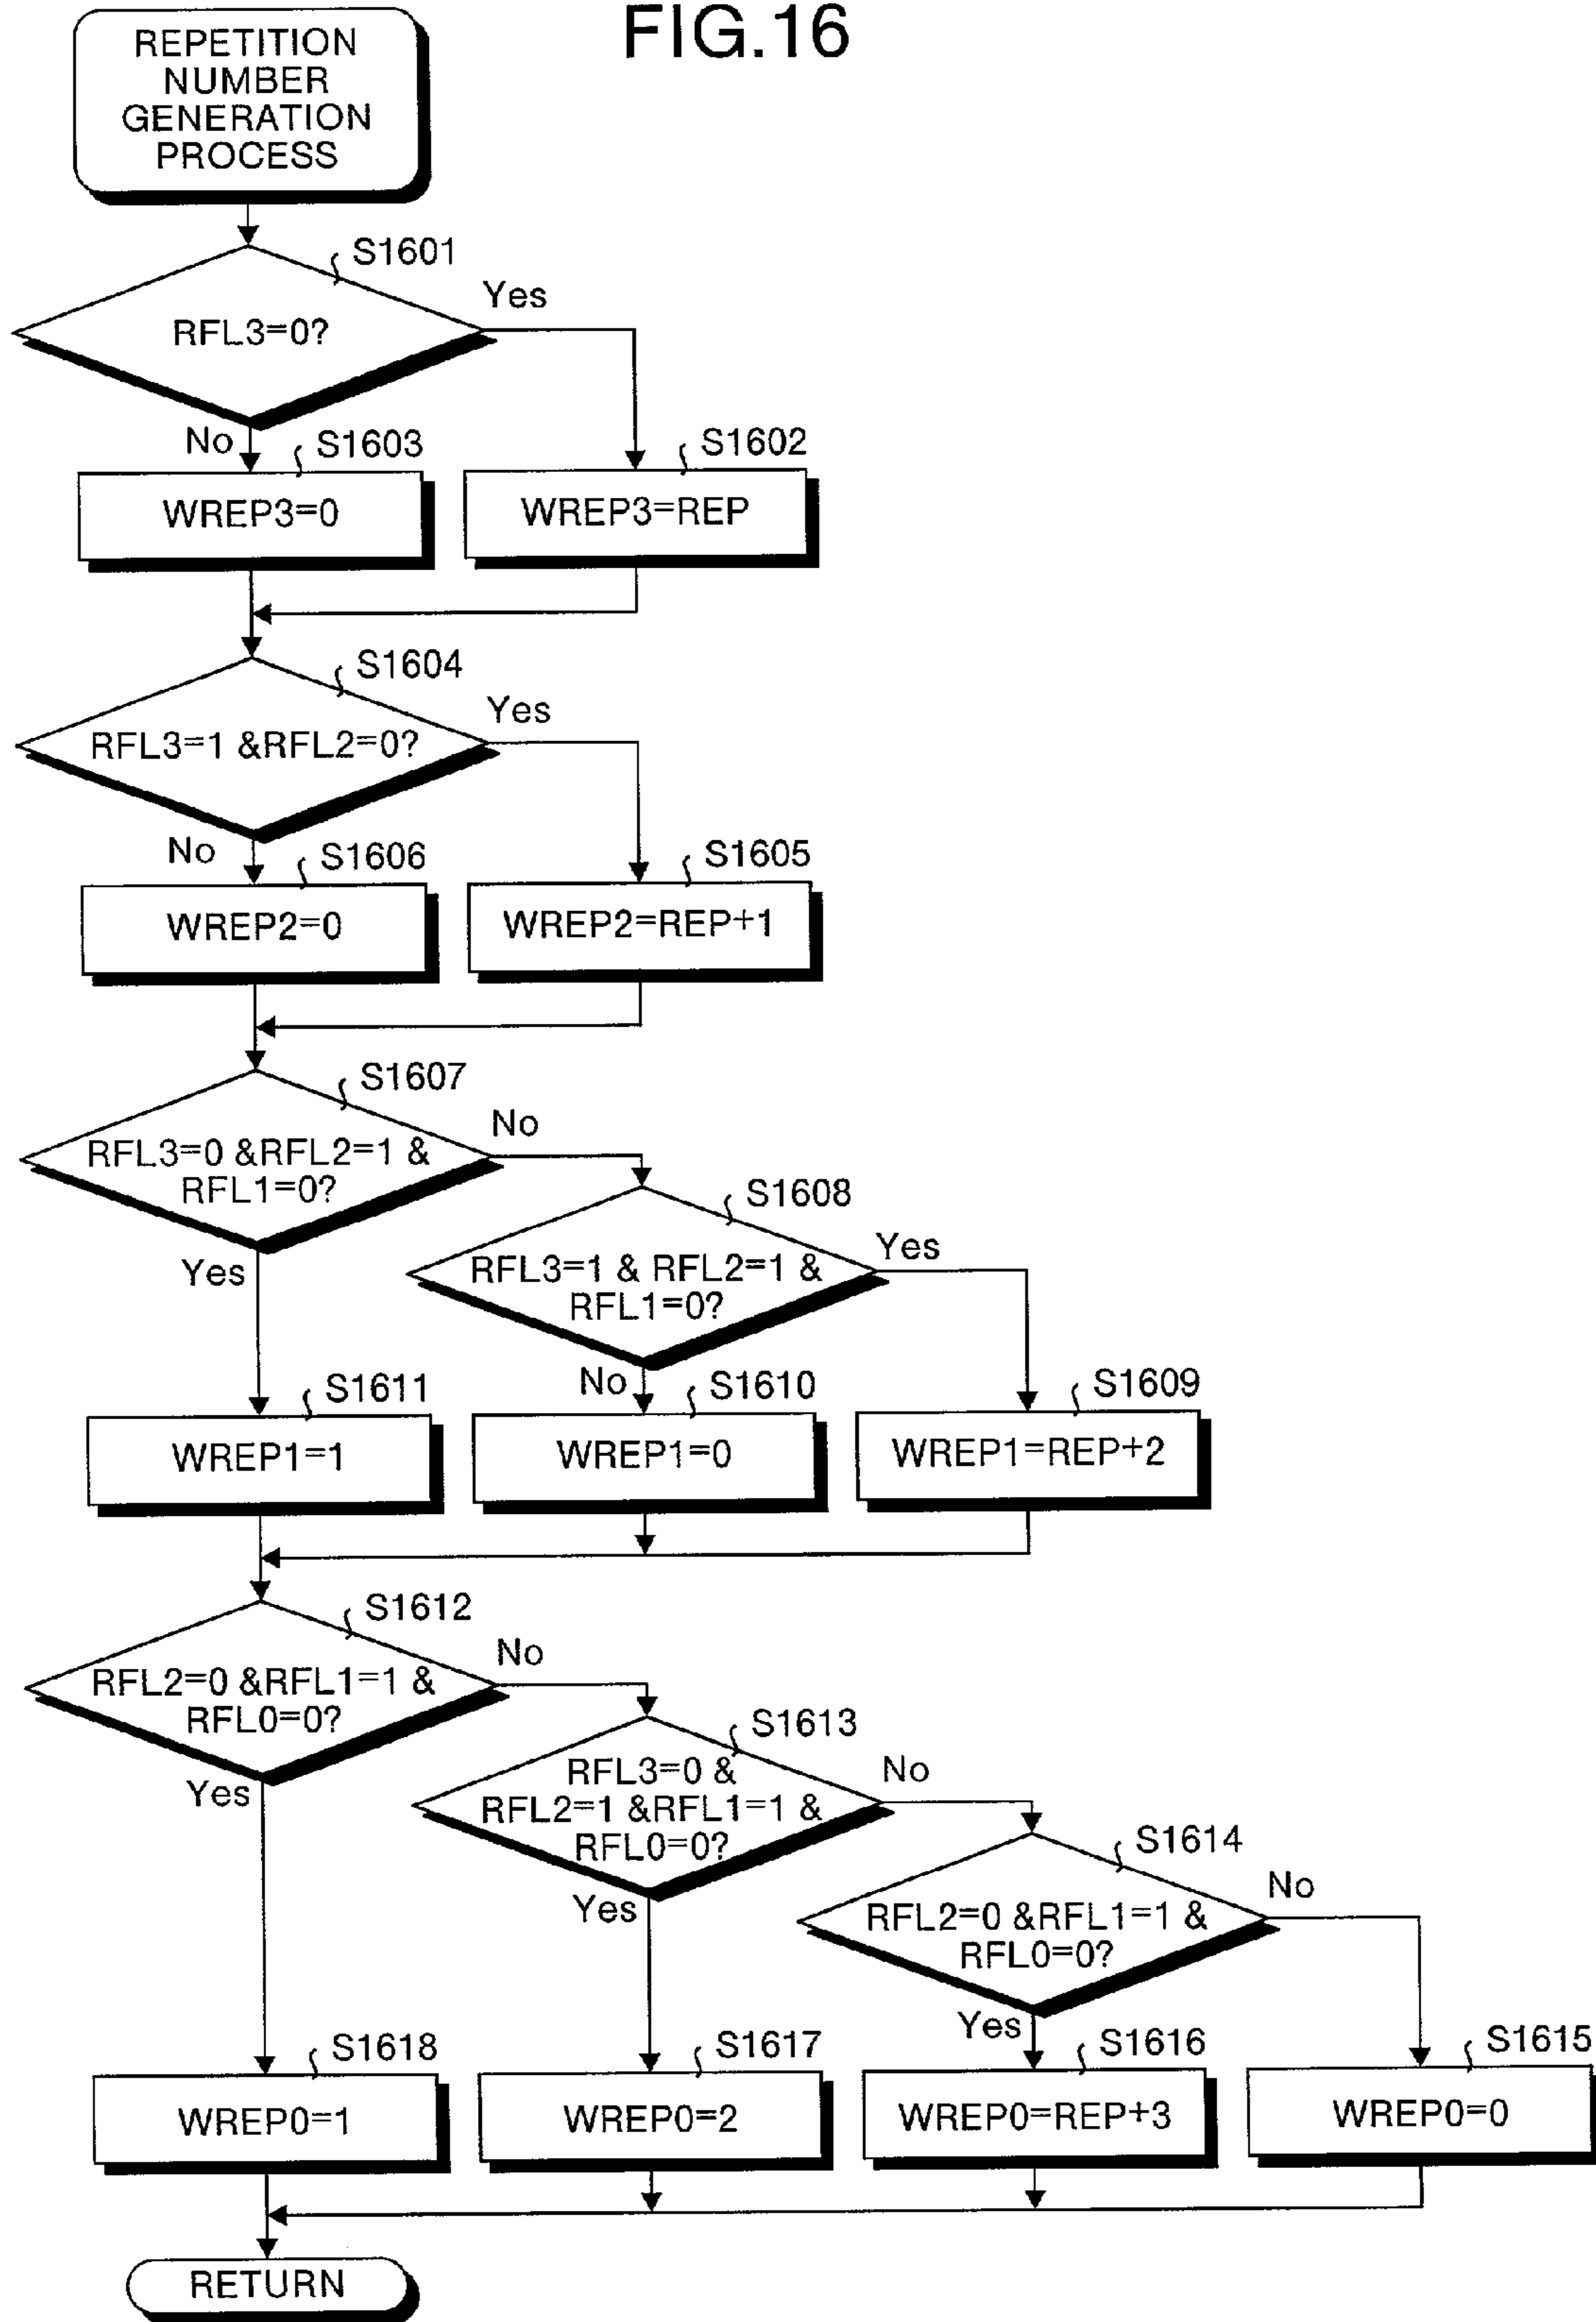 FIG.16
REPETITION
NUMBER
GENERATION
PROCESS
S1601
RFL3=0?
Yes
No
S1603
WREP3=0
S1602
WREP3=REP
S1604
RFL3=1 &RFL2=0?
Yes
No
S1606
WREP2=0
S1605
WREP2=REP+1
S1607
RFL3=0 &RFL2=1 &
RFL1=0?
No
Yes
S1608
RFL3=1 & RFL2=1 &
RFL1=0?
Yes
No
S1611
WREP1=1
S1610
WREP1=0
S1609
WREP1=REP+2
S1612
RFL2=0 &RFL1=1 &
RFL0=0?
No
Yes
S1613
RFL3=0 &
RFL2=1 &RFL1=1 &
RFL0=0?
No
Yes
S1614
RFL2=0 &RFL1=1 &
RFL0=0?
No
Yes
S1618
WREP0=1
S1617
WREP0=2
S1616
WREP0=REP+3
S1615
WREP0=0
RETURN